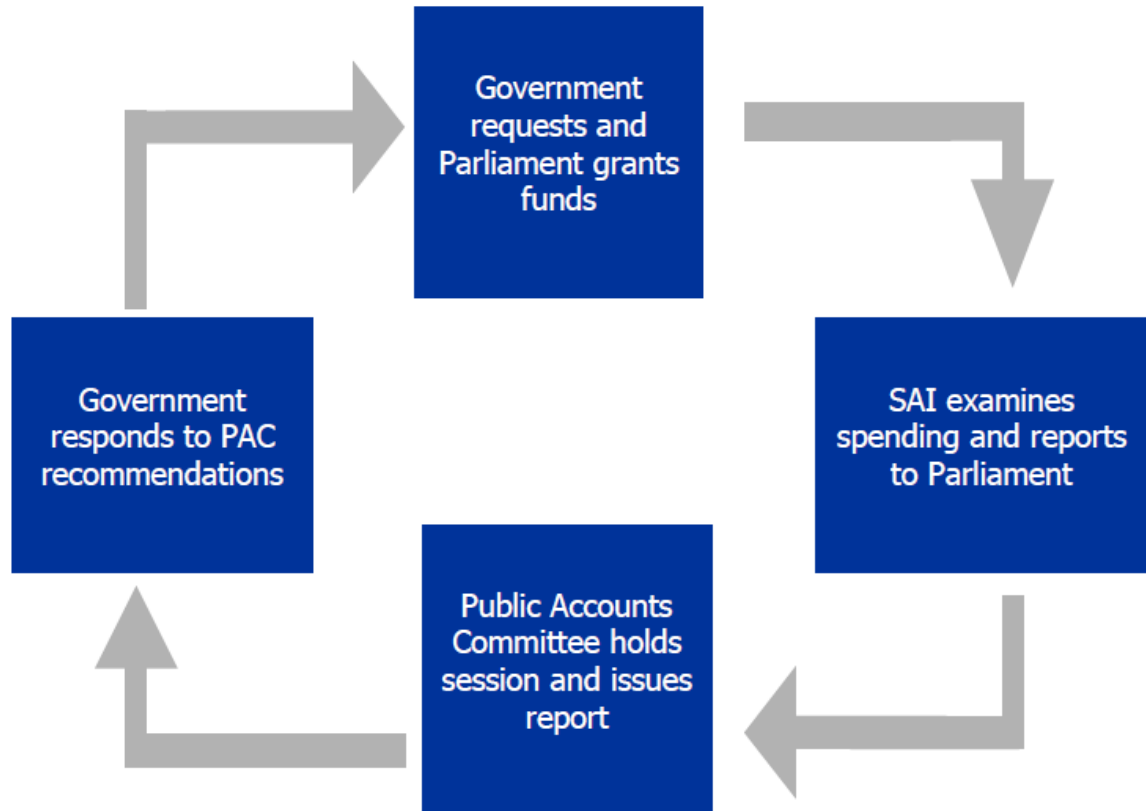 Government
requests and
Parliament grants
funds
SAI examines
spending and reports
to Parliament
Public Accounts
Committee holds
session and issues
report
Government
responds to PAC
recommendations